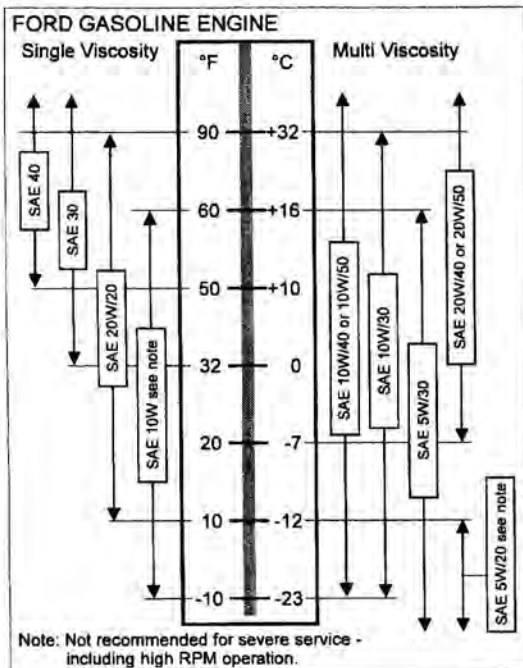 FORD GASOLINE ENGINE
Single Viscosity
°F
°C
Multi Viscosity
90
+32
60
+16
50
+10
32
0
20
-7
10
-12
-10
-23
SAE 40
SAE 30
SAE 20W/20
SAE 10W see note
SAE 10W/40 or 10W/50
SAE 10W/30
SAE 5W/30
SAE 20W/40 or 20W/50
SAE 5W/20 see note
Note: Not recommended for severe service -
including high RPM operation.